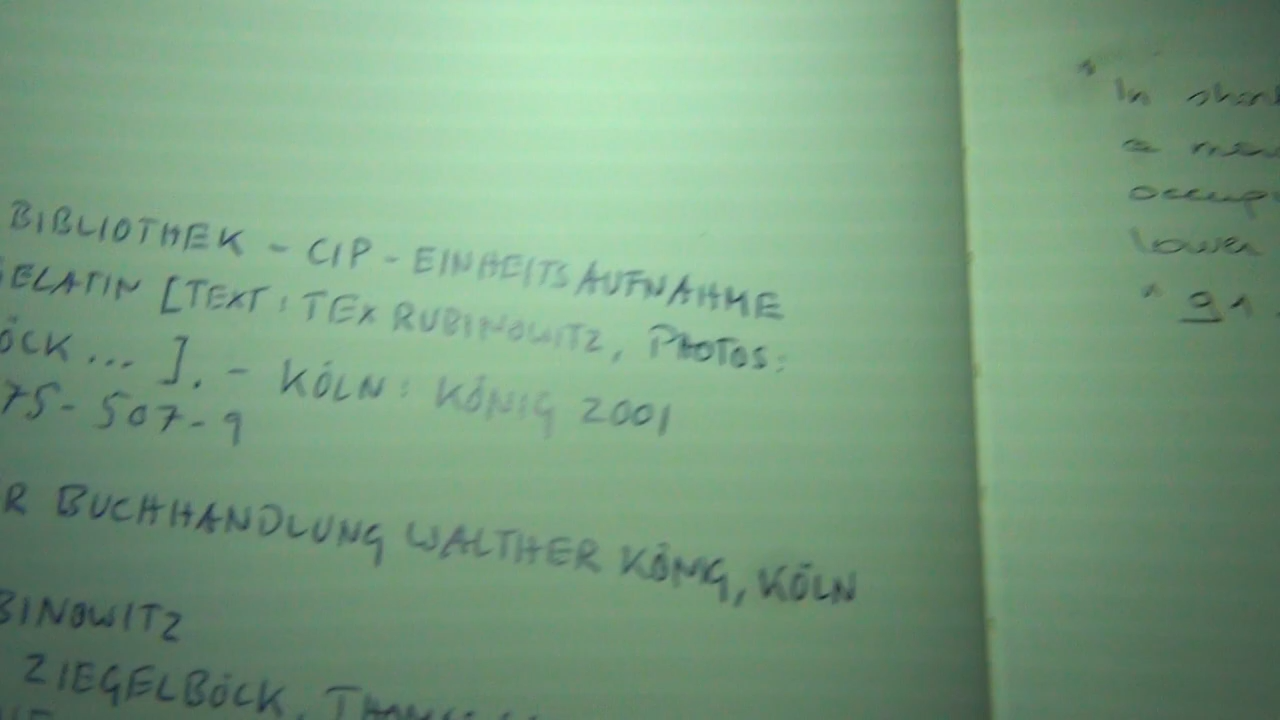 BIBLIOTHEK - CIP - EINHEITSAUFNAHME
ELATIN [TEXT: TEX RUBINOWITZ, PHOTOS:
ÖCK ... ]. - KÖLN: KÖNIG 2001
75-507-9
R BUCHHANDLUNG WALTHER KÖNIG, KÖLN
BINOWITZ
ZIEGELBÖCK,
* In
a
occup
lower